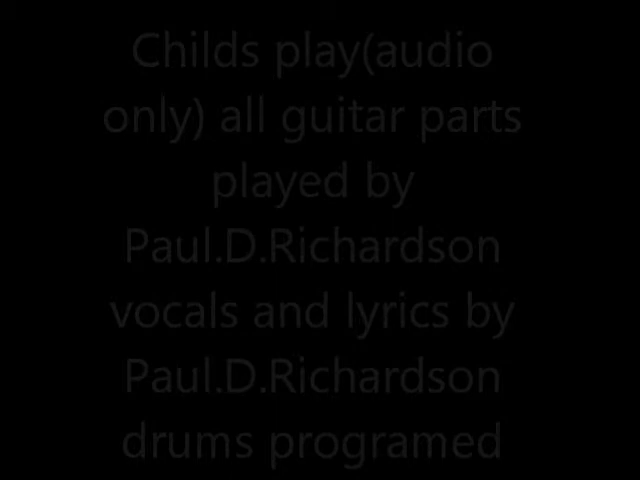 Childs play(audio
only) all guitar parts
played by
Paul.D.Richardson
vocals and lyrics by
Paul.D.Richardson
drums programed